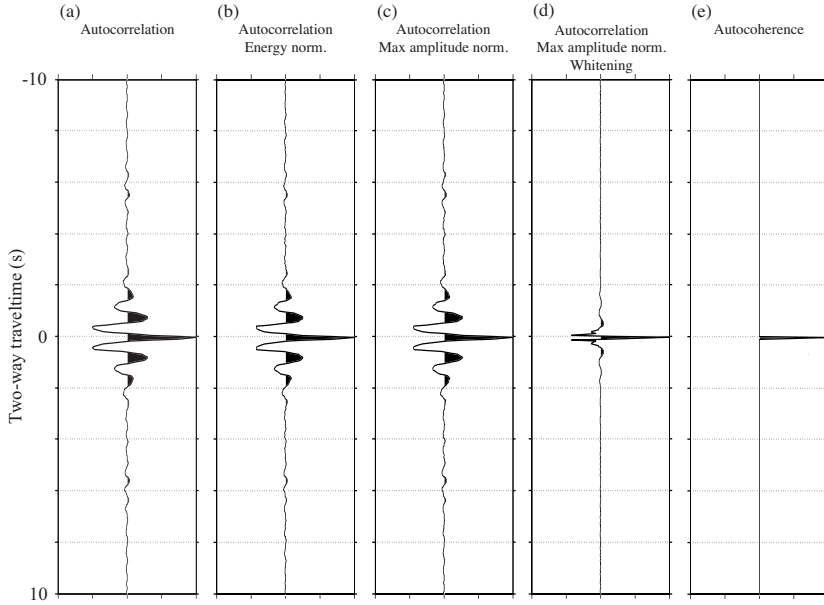 (a)
Autocorrelation
(b)
Autocorrelation
Energy norm.
(c)
Autocorrelation
Max amplitude norm.
(d)
Autocorrelation
Max amplitude norm.
Whitening
(e)
Autocoherence
Two-way traveltime (s)
-10
0
10